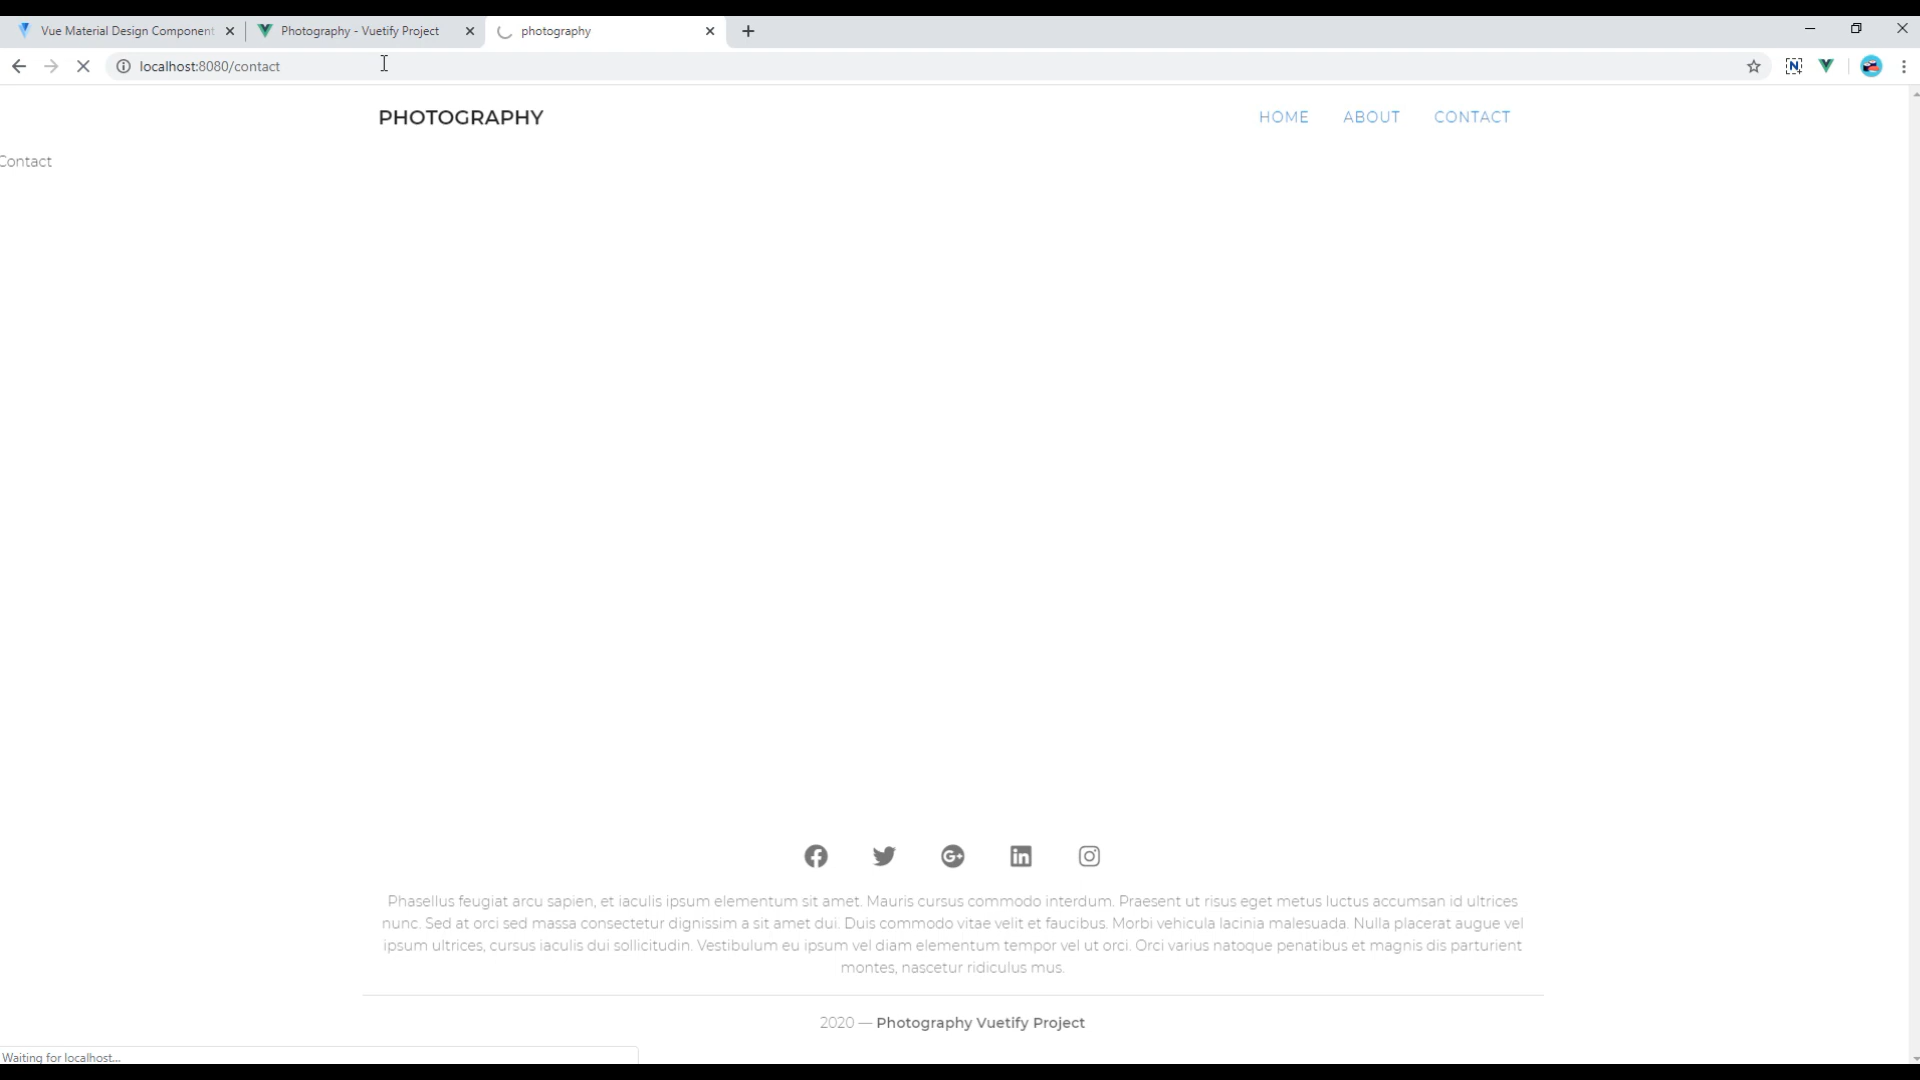 Vue Material Design Component
Photography - Vuetify Project
photography
localhost:8080/contact
PHOTOGRAPHY
HOME
ABOUT
CONTACT
Contact
Phasellus feugiat arcu sapien, et iaculis ipsum elementum sit amet. Mauris cursus commodo interdum. Praesent ut risus eget metus luctus accumsan id ultrices
nunc. Sed at orci sed massa consectetur dignissim a sit amet dui. Duis commodo vitae velit et faucibus. Morbi vehicula lacinia malesuada. Nulla placerat augue vel
ipsum ultrices, cursus iaculis dui sollicitudin. Vestibulum eu ipsum vel diam elementum tempor vel ut orci. Orci varius natoque penatibus et magnis dis parturient
montes, nascetur ridiculus mus.
2020 — Photography Vuetify Project
Waiting for localhost...